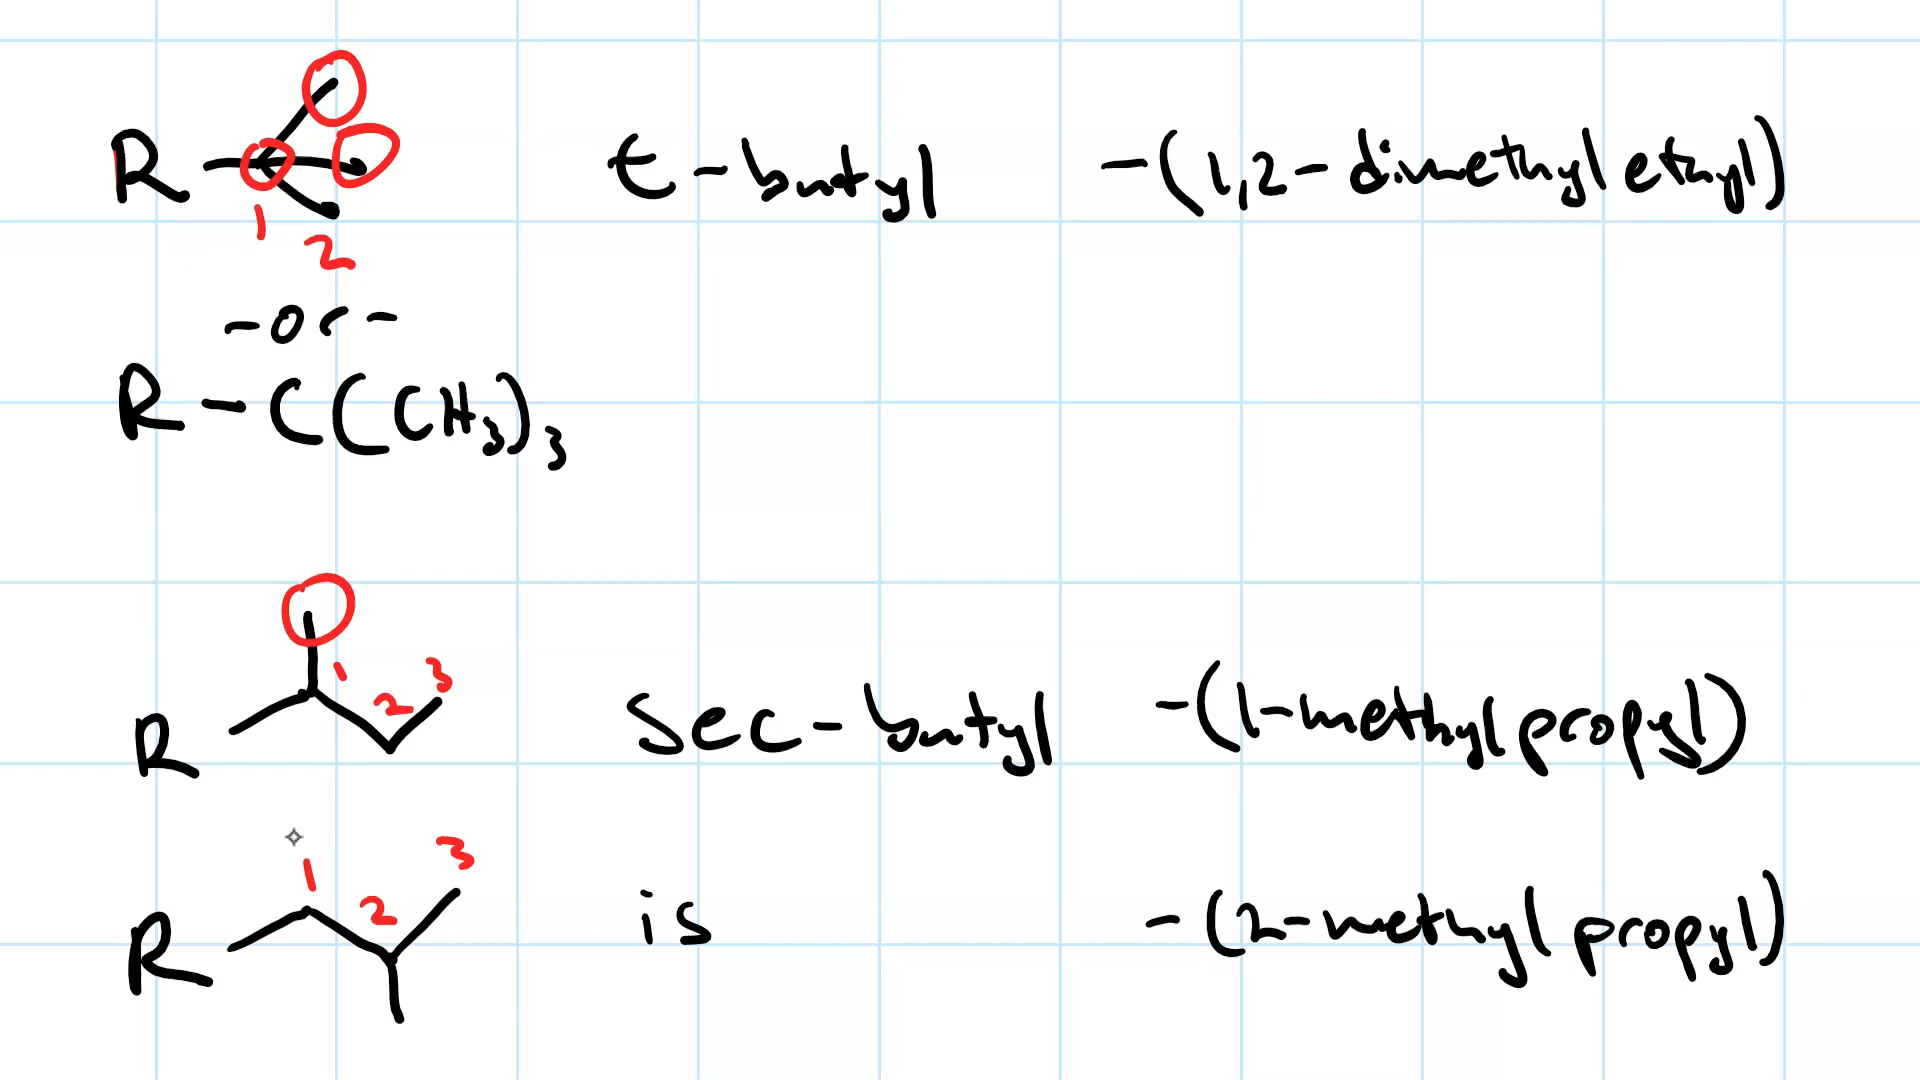 R 1 2 t-butyl -(1,2-dimethylethyl)
-or-
R-C(CH3)3
R 1 2 3 sec-butyl -(1-methylpropyl)
R 1 2 3 is -(2-methylpropyl)